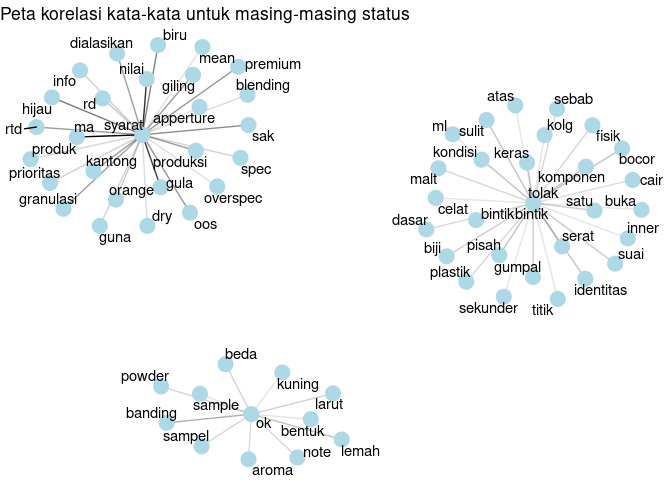 Peta korelasi kata-kata untuk masing-masing status
biru
dialasikan
mean
nilai
premium
info
giling
blending
hijau
rd
apperture
rtd
ma
syarat
sak
produk
kantong
produksi
spec
prioritas
orange
gula
overspec
granulasi
dry
oos
guna
atas
sebab
ml
sulit
kolg
fisik
kondisi
keras
bocor
malt
komponen
cair
tolak
celat
satu
buka
dasar
bintikbintik
inner
biji
pisah
serat
suai
plastik
gumpal
identitas
sekunder
titik
beda
powder
kuning
sample
larut
banding
ok
bentuk
sampel
note
lemah
aroma